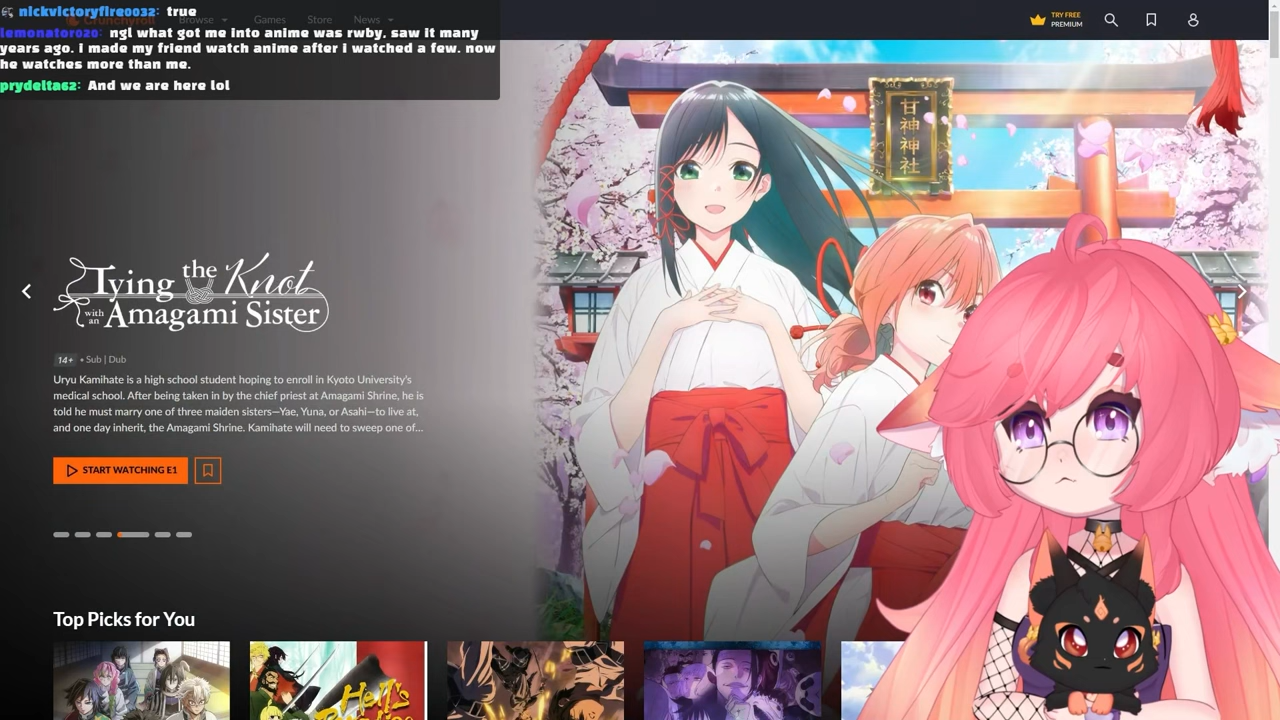 nickvictoryfire0032: true
lemonator020: ngl what got me into anime was rwby, saw it many
years ago. i made my friend watch anime after i watched a few. now
he watches more than me.
prydelta62: And we are here lol
Crunchyroll Browse Games Store News
TRY FREE
PREMIUM
甘神神社
Tying the Knot
with an Amagami Sister
14+ • Sub | Dub
Uryu Kamihate is a high school student hoping to enroll in Kyoto University's
medical school. After being taken in by the chief priest at Amagami Shrine, he is
told he must marry one of three maiden sisters—Yae, Yuna, or Asahi—to live at,
and one day inherit, the Amagami Shrine. Kamihate will need to sweep one of...
START WATCHING E1
Top Picks for You
Hell's